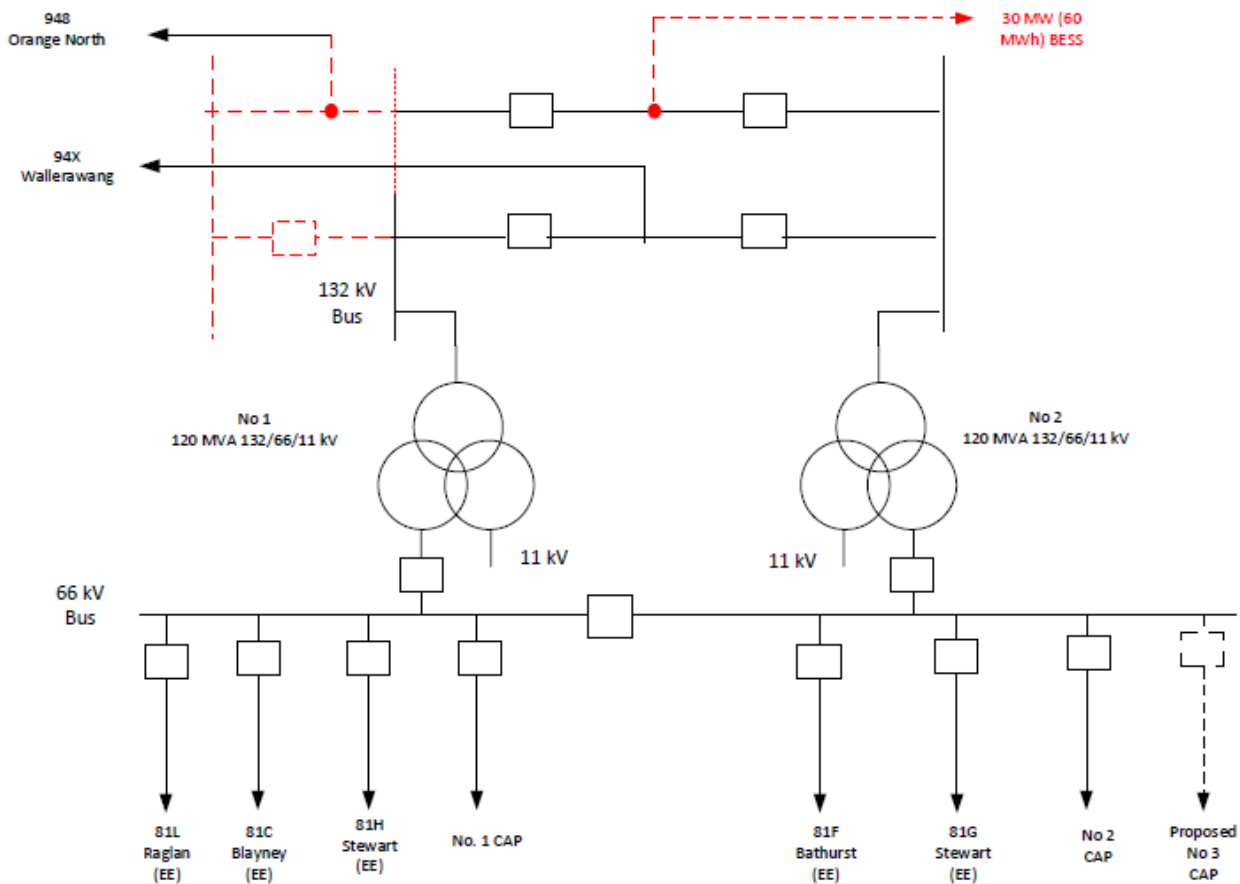 948
Orange North
30 MW (60
MWh) BESS
94X
Wallerawang
132 kV
Bus
No 1
120 MVA 132/66/11 kV
No 2
120 MVA 132/66/11 kV
11 kV
11 kV
66 kV
Bus
81L
Raglan
(EE)
81C
Blayney
(EE)
81H
Stewart
(EE)
No. 1 CAP
81F
Bathurst
(EE)
81G
Stewart
(EE)
No 2
CAP
Proposed
No 3
CAP